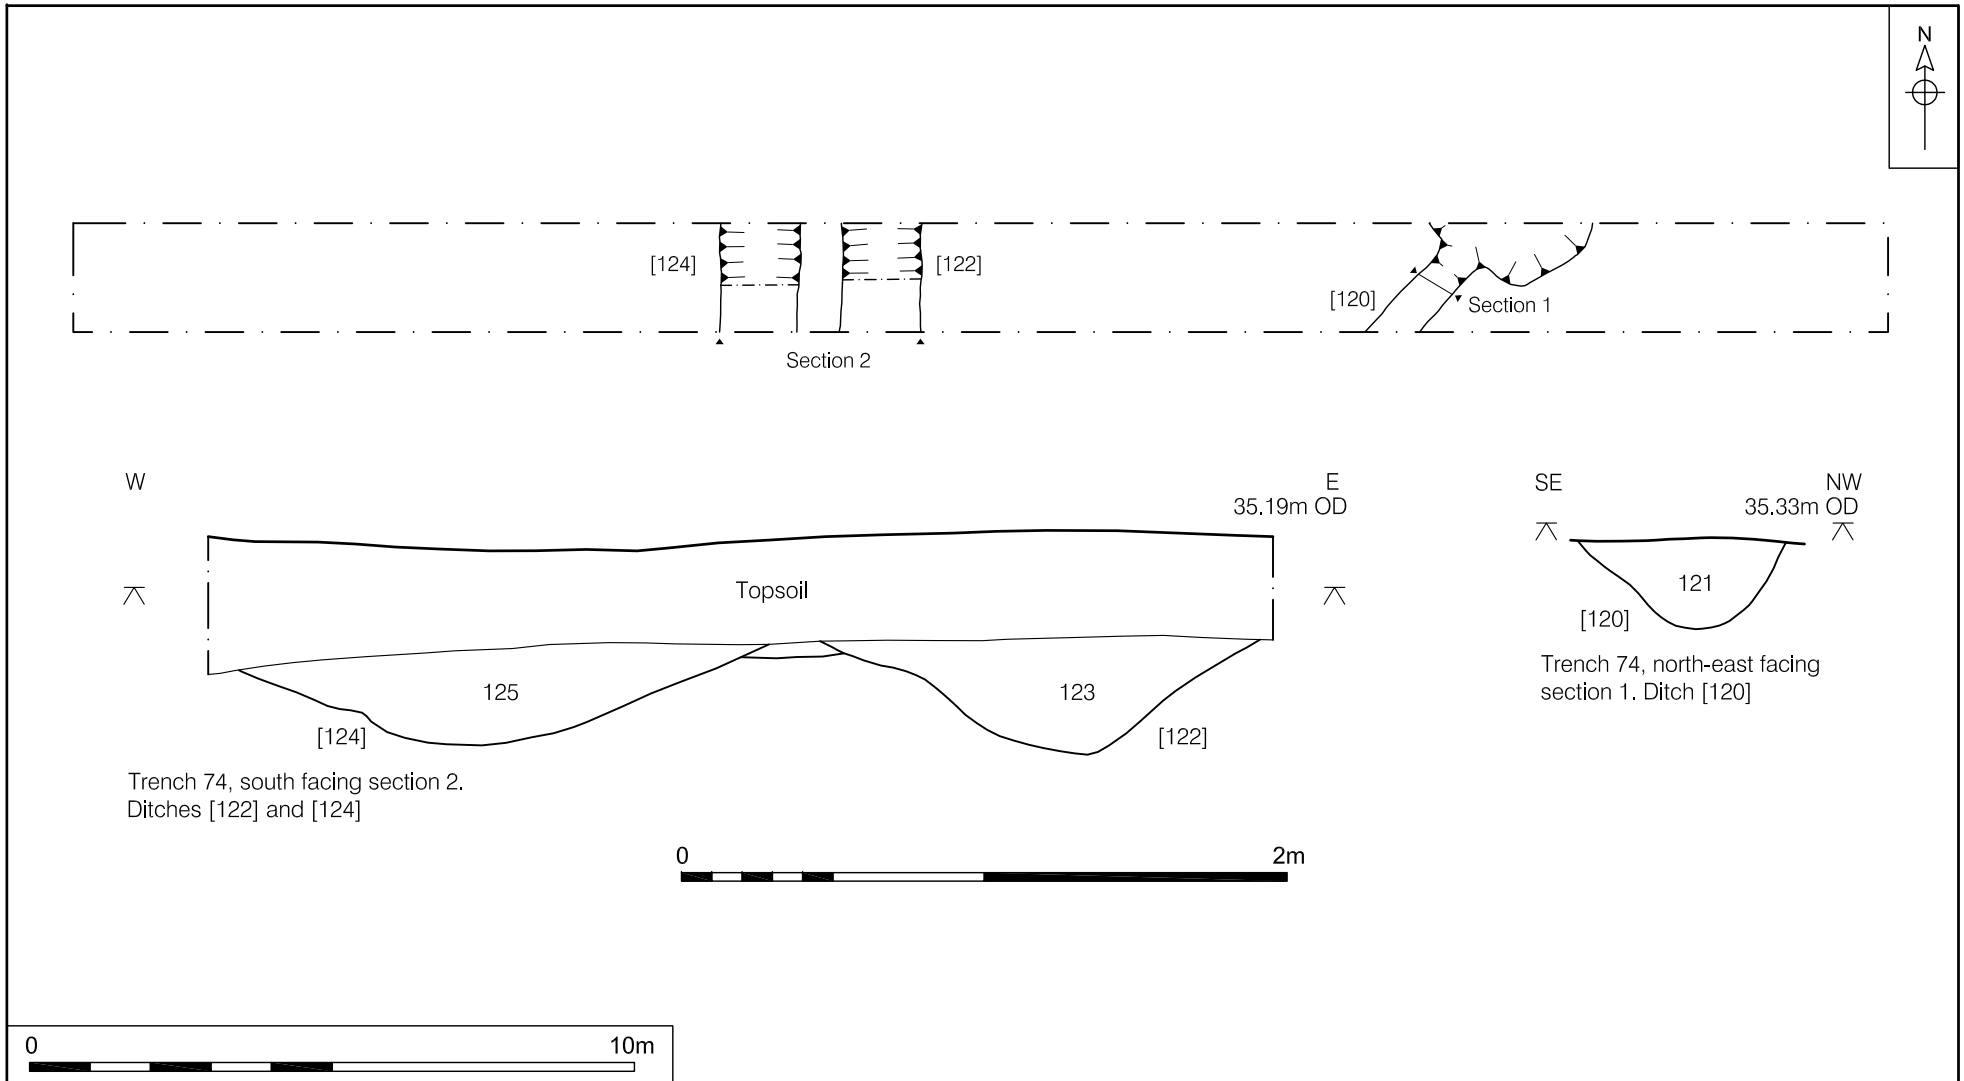 N
[124]
[122]
[120]
Section 1
Section 2
W
E
35.19m OD
SE
NW
35.33m OD
Topsoil
121
[120]
125
123
[124]
[122]
Trench 74, north-east facing
section 1. Ditch [120]
Trench 74, south facing section 2.
Ditches [122] and [124]
0
2m
0
10m